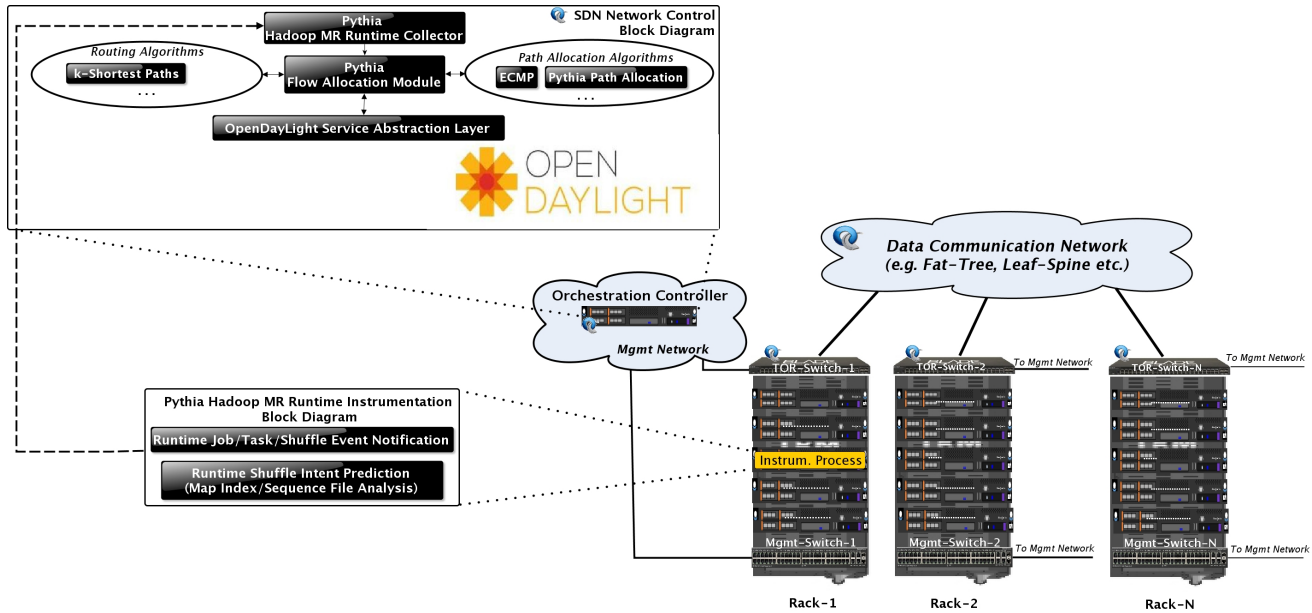 SDN Network Control
Block Diagram
Pythia
Hadoop MR Runtime Collector
Routing Algorithms
k-Shortest Paths
...
Pythia
Flow Allocation Module
Path Allocation Algorithms
ECMP
Pythia Path Allocation
...
OpenDayLight Service Abstraction Layer
OPEN
DAYLIGHT
Data Communication Network
(e.g. Fat-Tree, Leaf-Spine etc.)
Orchestration Controller
Mgmt Network
TOR-Switch-1
TOR-Switch-2
To Mgmt Network
TOR-Switch-N
To Mgmt Network
Pythia Hadoop MR Runtime Instrumentation
Block Diagram
Runtime Job/Task/Shuffle Event Notification
Runtime Shuffle Intent Prediction
(Map Index/Sequence File Analysis)
Instrum. Process
Mgmt-Switch-1
Mgmt-Switch-2
To Mgmt Network
Mgmt-Switch-N
To Mgmt Network
Rack-1
Rack-2
Rack-N